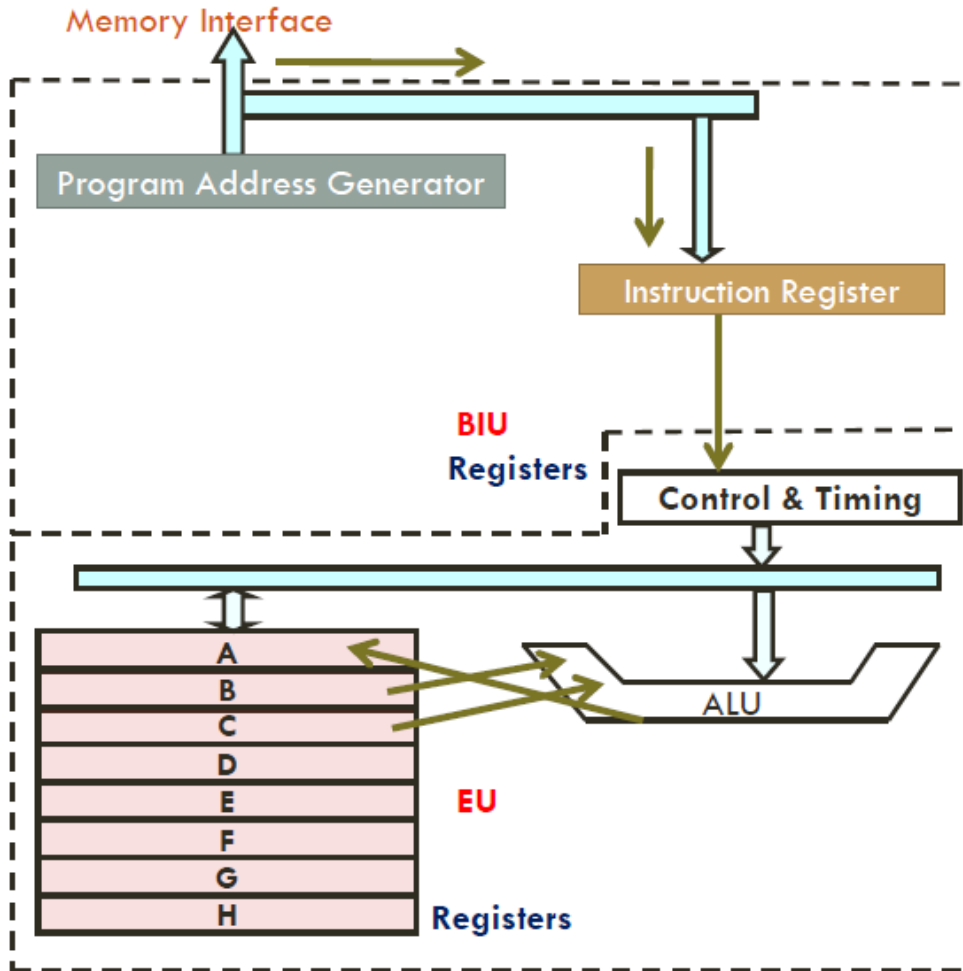 Memory Interface
Program Address Generator
Instruction Register
BIU
Registers
Control & Timing
A
B
C
D
E
F
G
H
ALU
EU
Registers